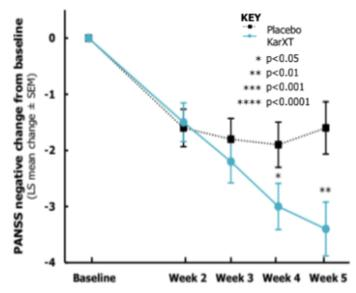 KEY
Placebo
KarXT
* p<0.05
** p<0.01
*** p<0.001
**** p<0.0001
PANSS negative change from baseline
(LS mean change ± SEM)
0
-1
-2
-3
-4
*
**
Baseline Week 2 Week 3 Week 4 Week 5